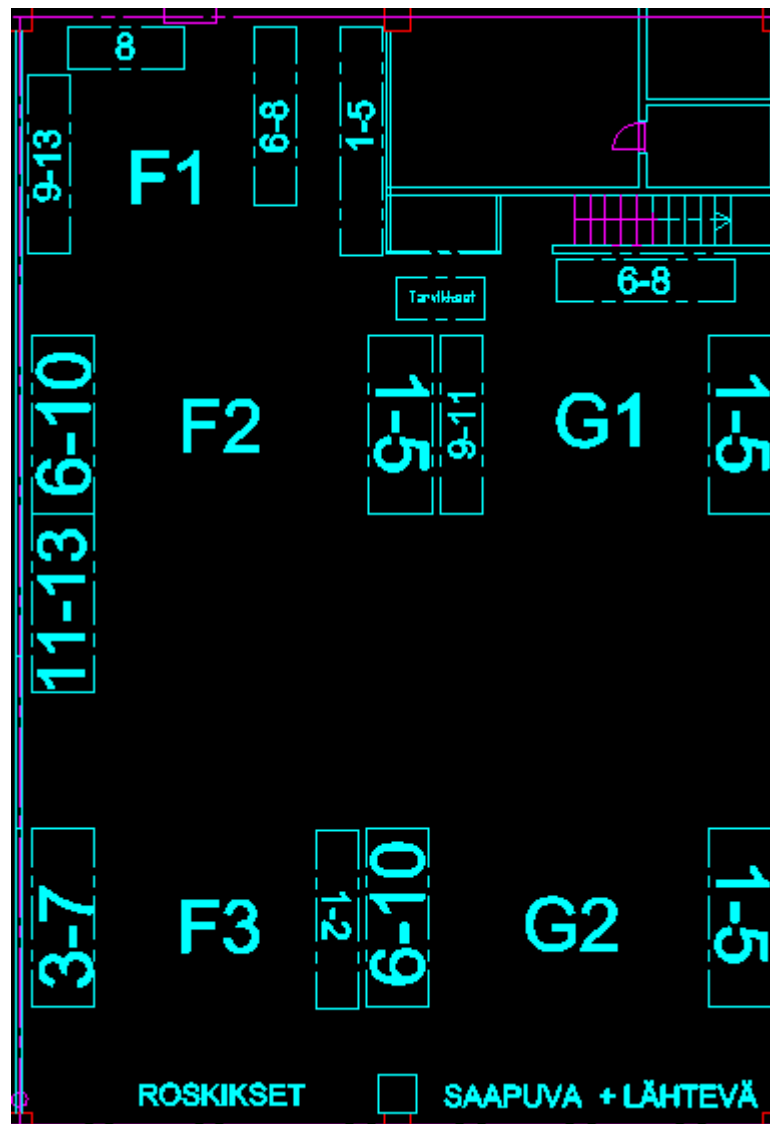 8
9-13
F1
6-8
1-5
6-8
Tarvikkeet
6-10
F2
1-5
9-11
G1
1-5
11-13
3-7
F3
1-2
6-10
G2
1-5
ROSKIKSET
SAAPUVA + LÄHTEVÄ